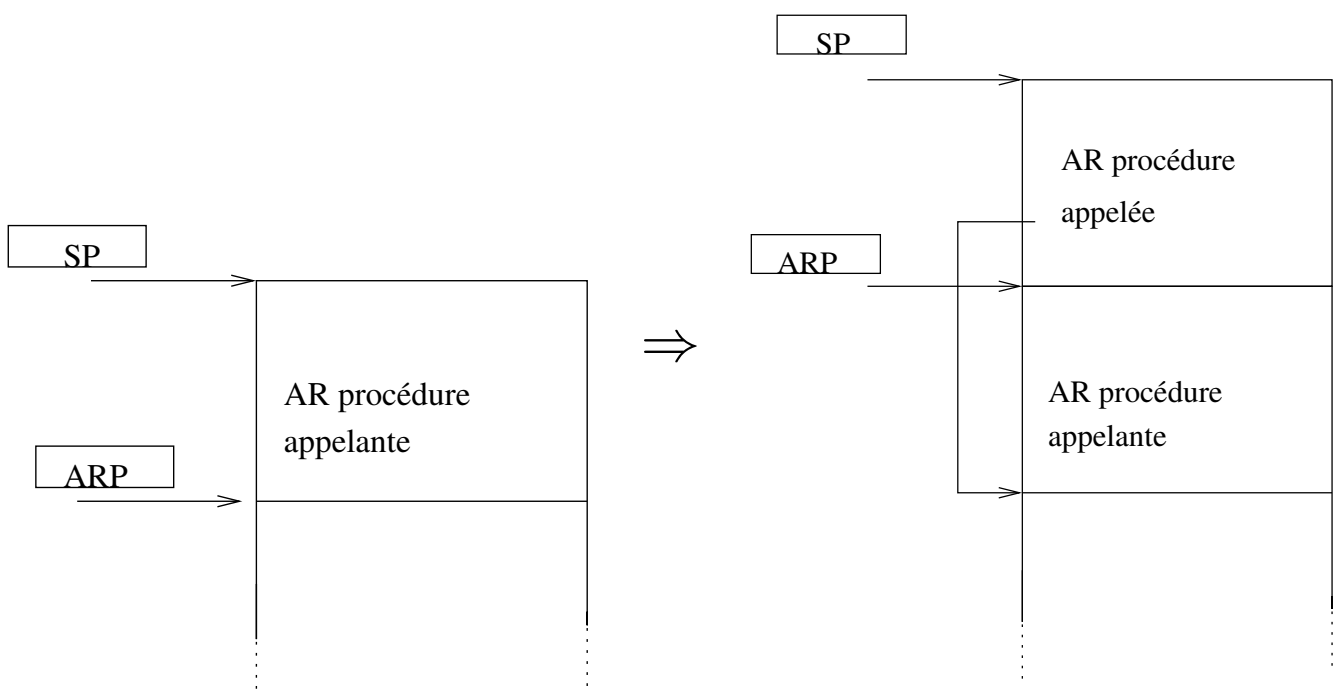 SP
AR procédure
appelante
ARP
⇒
SP
AR procédure
appelée
ARP
AR procédure
appelante